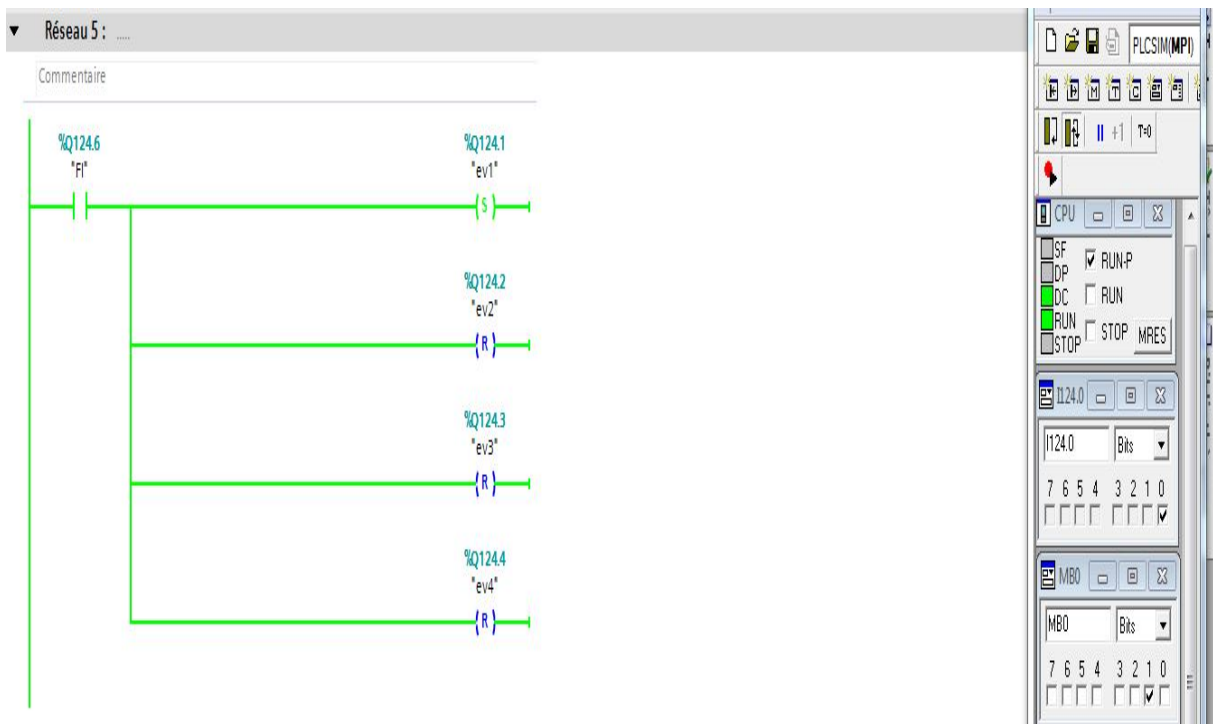 Réseau 5 : .....
Commentaire
%Q124.6
"FI"
%Q124.1
"ev1"
S
%Q124.2
"ev2"
R
%Q124.3
"ev3"
R
%Q124.4
"ev4"
R
PLCSIM(MPI)
+1 T=0
CPU
SF
DP
DC
RUN
STOP
RUN-P
RUN
STOP MRES
I124.0
I124.0 Bits
7 6 5 4 3 2 1 0
MB0
MB0 Bits
7 6 5 4 3 2 1 0